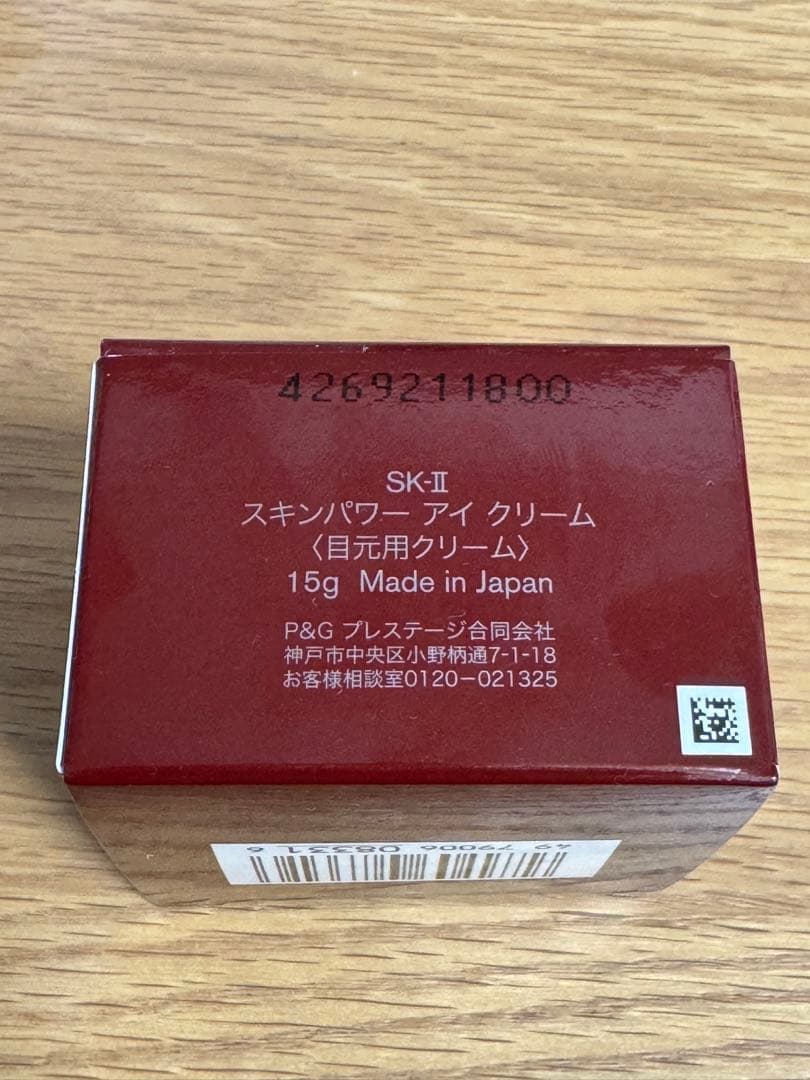 4269211800
SK-Ⅱ
スキンパワー アイ クリーム
〈目元用クリーム〉
15g Made in Japan
P&G プレステージ合同会社
神戸市中央区小野柄通7-1-18
お客様相談室0120-021325
4979006083316